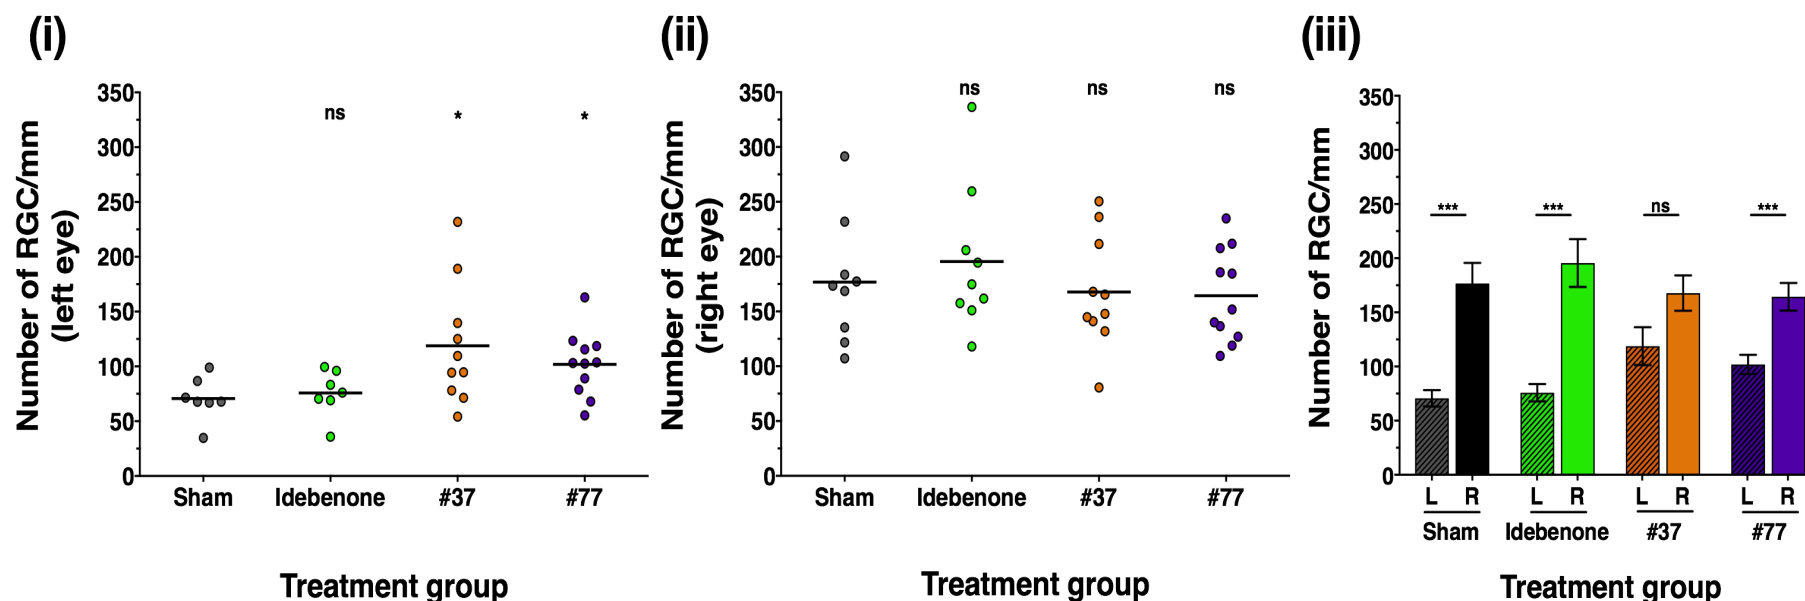 (i)
Number of RGC/mm
(left eye)
350
300
250
200
150
100
50
0
ns
*
*
Sham
Idebenone
#37
#77
Treatment group
(ii)
Number of RGC/mm
(right eye)
350
300
250
200
150
100
50
0
ns
ns
ns
Sham
Idebenone
#37
#77
Treatment group
(iii)
Number of RGC/mm
350
300
250
200
150
100
50
0
***
***
ns
***
L R L R L R L R
Sham
Idebenone
#37
#77
Treatment group